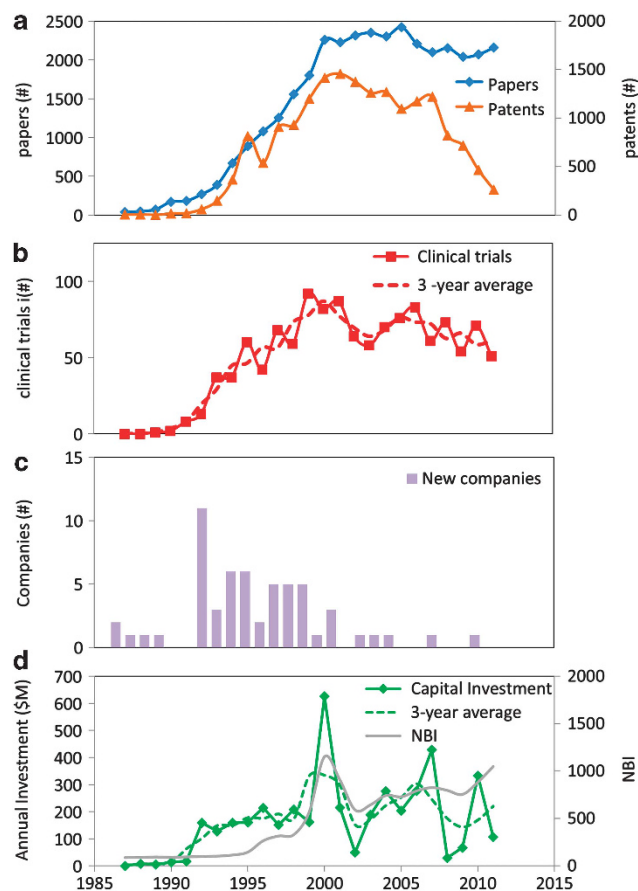 a
papers (#)
2500
2000
1500
1000
500
0
2000
1500
1000
500
0
patents (#)
Papers
Patents
b
clinical trials i(#)
100
50
0
Clinical trials
3 -year average
c
Companies (#)
15
10
5
0
New companies
d
Annual Investment ($M)
700
600
500
400
300
200
100
0
2000
1500
1000
500
0
NBI
Capital Investment
3-year average
NBI
1985 1990 1995 2000 2005 2010 2015